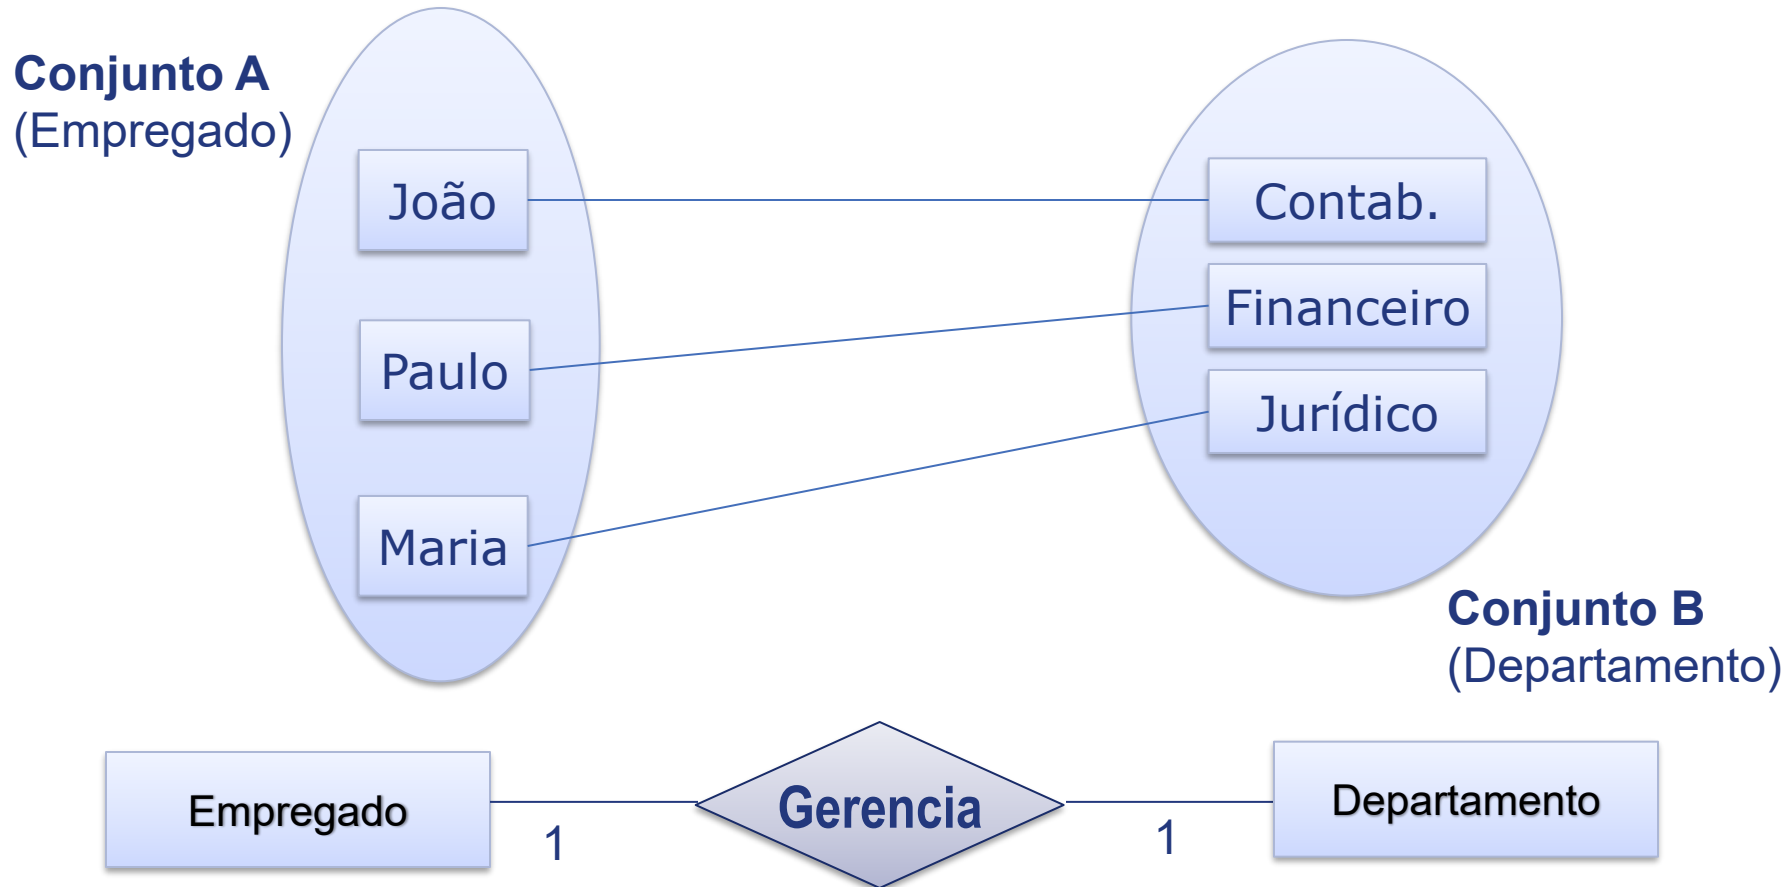 Conjunto A
(Empregado)
João
Contab.
Financeiro
Paulo
Jurídico
Maria
Conjunto B
(Departamento)
Empregado
1
Gerencia
1
Departamento